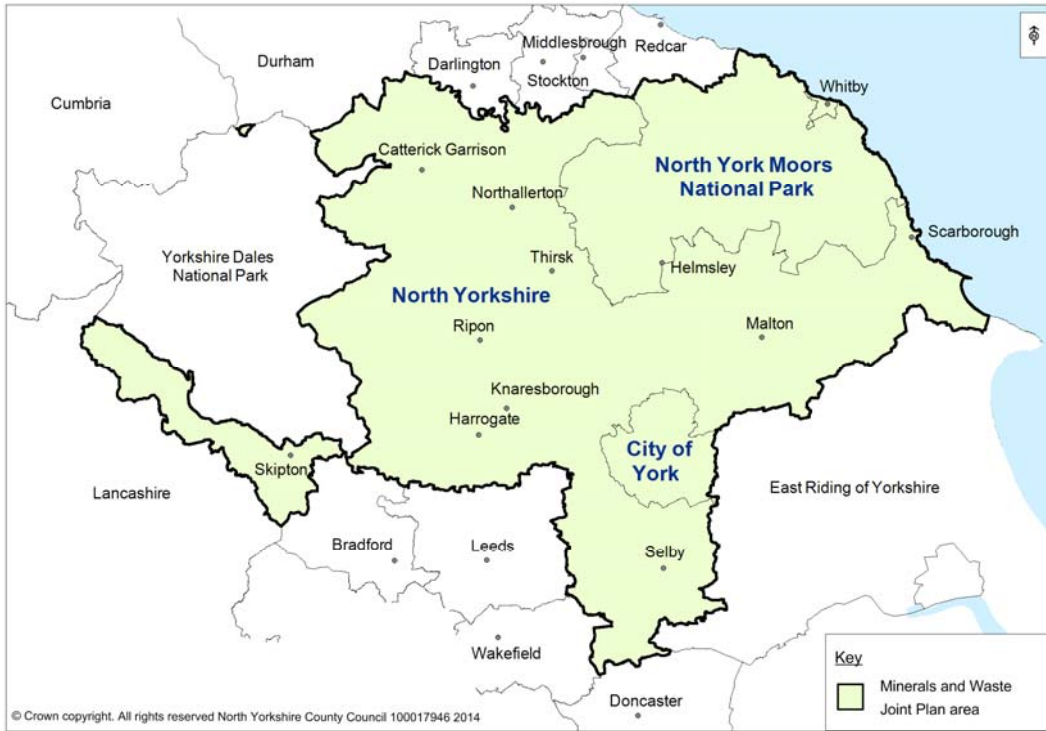 Middlesbrough
Redcar
Durham
Darlington
Stockton
Cumbria
Whitby
Catterick Garrison
North York Moors
National Park
Northallerton
Scarborough
Yorkshire Dales
National Park
Thirsk
Helmsley
North Yorkshire
Ripon
Malton
Knaresborough
Harrogate
City of
York
Skipton
East Riding of Yorkshire
Lancashire
Bradford
Leeds
Selby
Wakefield
Key
Minerals and Waste
Joint Plan area
Doncaster
© Crown copyright. All rights reserved North Yorkshire County Council 100017946 2014